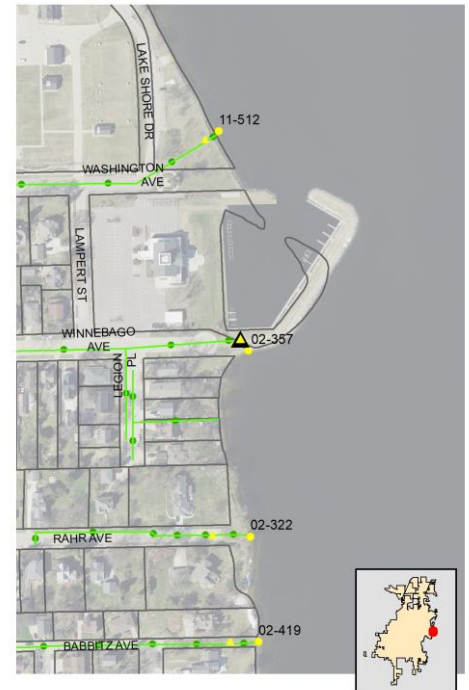 LAKE SHORE DR
11-512
WASHINGTON
AVE
LAMPERT ST
WINNEBAGO
AVE
02-357
LEGION
PL
02-322
RAHR AVE
02-419
BABBITZ AVE